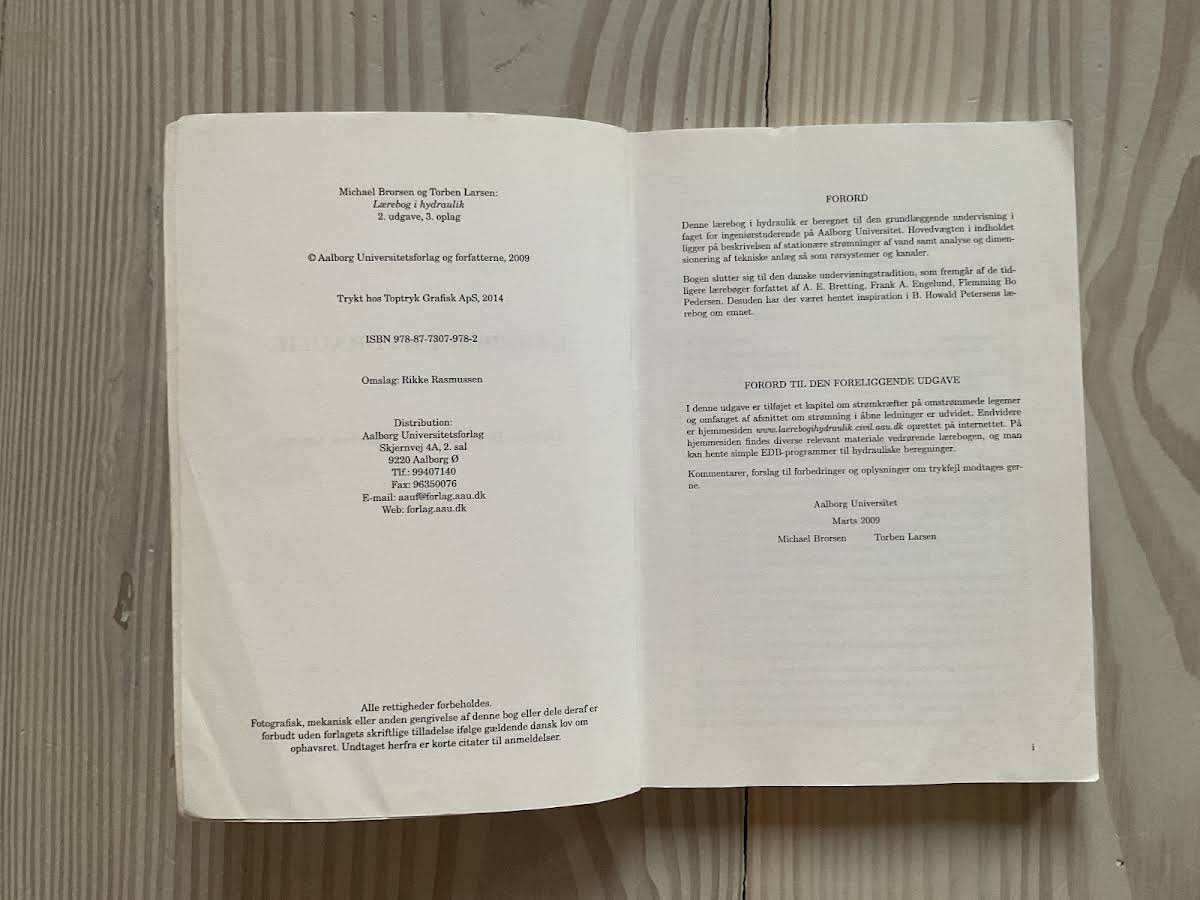 Michael Brorsen og Torben Larsen:
Lærebog i hydraulik
2. udgave, 3. oplag
© Aalborg Universitetsforlag og forfatterne, 2009
Trykt hos Toptryk Grafisk ApS, 2014
ISBN 978-87-7307-978-2
Omslag: Rikke Rasmussen
Distribution:
Aalborg Universitetsforlag
Skjernvej 4A, 2. sal
9220 Aalborg Ø
Tlf.: 99407140
Fax: 96350076
E-mail: aauf@forlag.aau.dk
Web: forlag.aau.dk
Alle rettigheder forbeholdes.
Fotografisk, mekanisk eller anden gengivelse af denne bog eller dele deraf er
forbudt uden forlagets skriftlige tilladelse ifølge gældende dansk lov om
ophavsret. Undtaget herfra er korte citater til anmeldelser.
FORORD
Denne lærebog i hydraulik er beregnet til den grundlæggende undervisning i
faget for ingeniørstuderende på Aalborg Universitet. Hovedvægten i indholdet
ligger på beskrivelsen af stationære strømninger af vand samt analyse og dimen-
sionering af tekniske anlæg så som rørsystemer og kanaler.
Bogen slutter sig til den danske undervisningstradition, som fremgår af de tid-
ligere lærebøger forfattet af A. E. Bretting, Frank A. Engelund, Flemming Bo
Pedersen. Desuden har der været hentet inspiration i B. Howald Petersens læ-
rebog om emnet.
FORORD TIL DEN FORELIGGENDE UDGAVE
I denne udgave er tilføjet et kapitel om strømkræfter på omstrømmede legemer
og omfanget af afsnittet om strømning i åbne ledninger er udvidet. Endvidere
er hjemmesiden www.laerebogihydraulik.civil.aau.dk oprettet på internettet. På
hjemmesiden findes diverse relevant materiale vedrørende lærebogen, og man
kan hente simple EDB-programmer til hydrauliske beregninger.
Kommentarer, forslag til forbedringer og oplysninger om trykfejl modtages ger-
ne.
Aalborg Universitet
Marts 2009
Michael Brorsen Torben Larsen
i